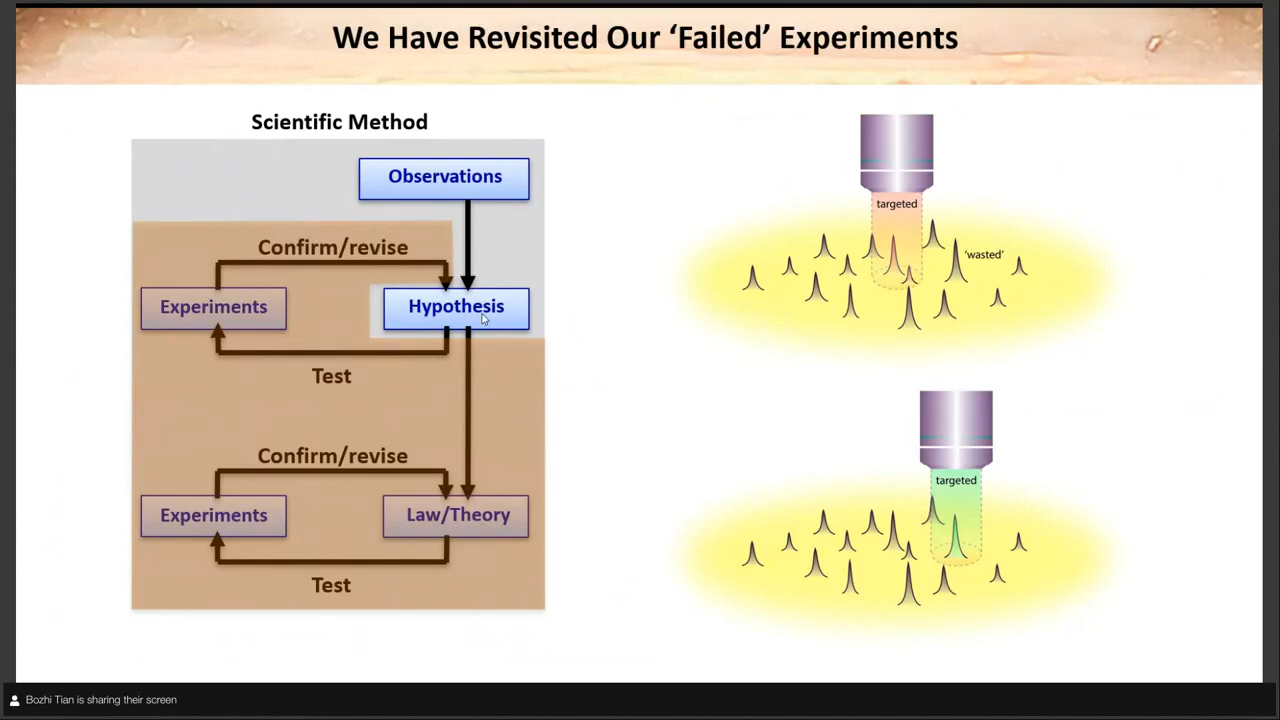 We Have Revisited Our ‘Failed’ Experiments
Scientific Method
Observations
Confirm/revise
Experiments
Hypothesis
Test
Confirm/revise
Experiments
Law/Theory
Test
targeted
‘wasted’
targeted
Bozhi Tian is sharing their screen